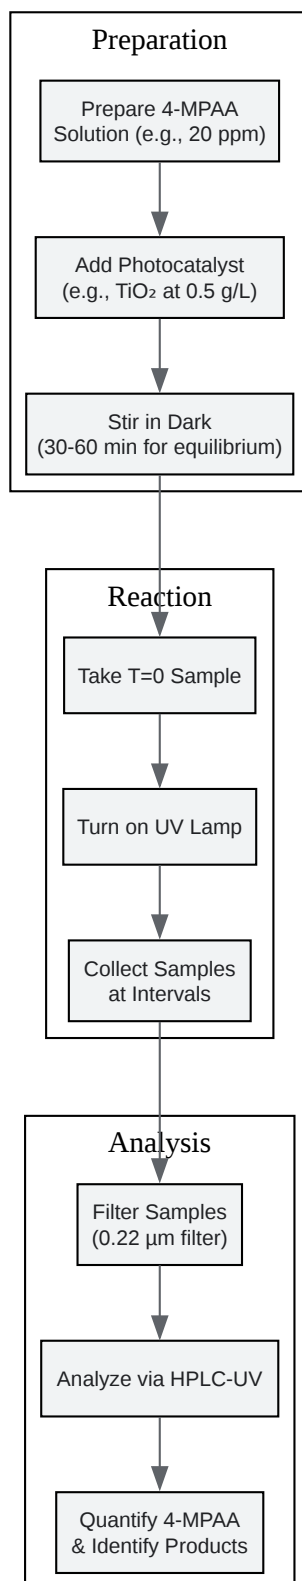 Preparation
Prepare 4-MPAA
Solution (e.g., 20 ppm)
Add Photocatalyst
(e.g., TiO₂ at 0.5 g/L)
Stir in Dark
(30-60 min for equilibrium)
Reaction
Take T=0 Sample
Turn on UV Lamp
Collect Samples
at Intervals
Analysis
Filter Samples
(0.22 µm filter)
Analyze via HPLC-UV
Quantify 4-MPAA
& Identify Products